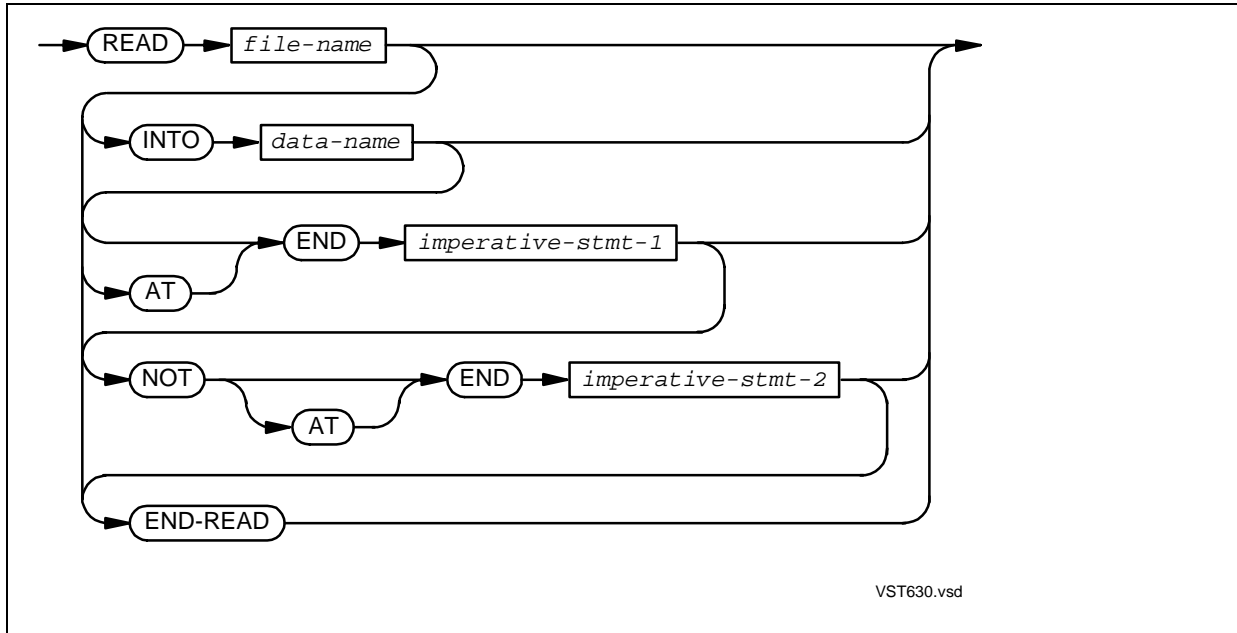 READ file-name
INTO data-name
END imperative-stmt-1
AT
NOT END imperative-stmt-2
AT
END-READ
VST630.vsd